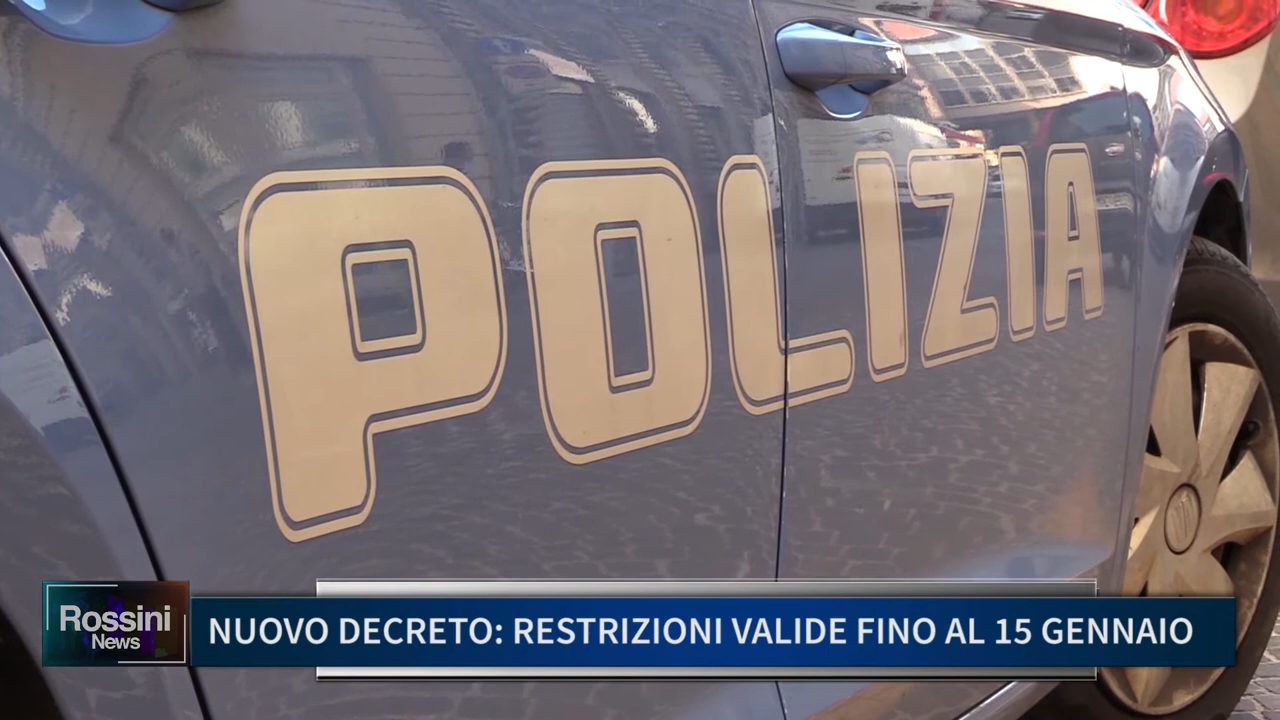 POLIZIA
Rossini
News
NUOVO DECRETO: RESTRIZIONI VALIDE FINO AL 15 GENNAIO